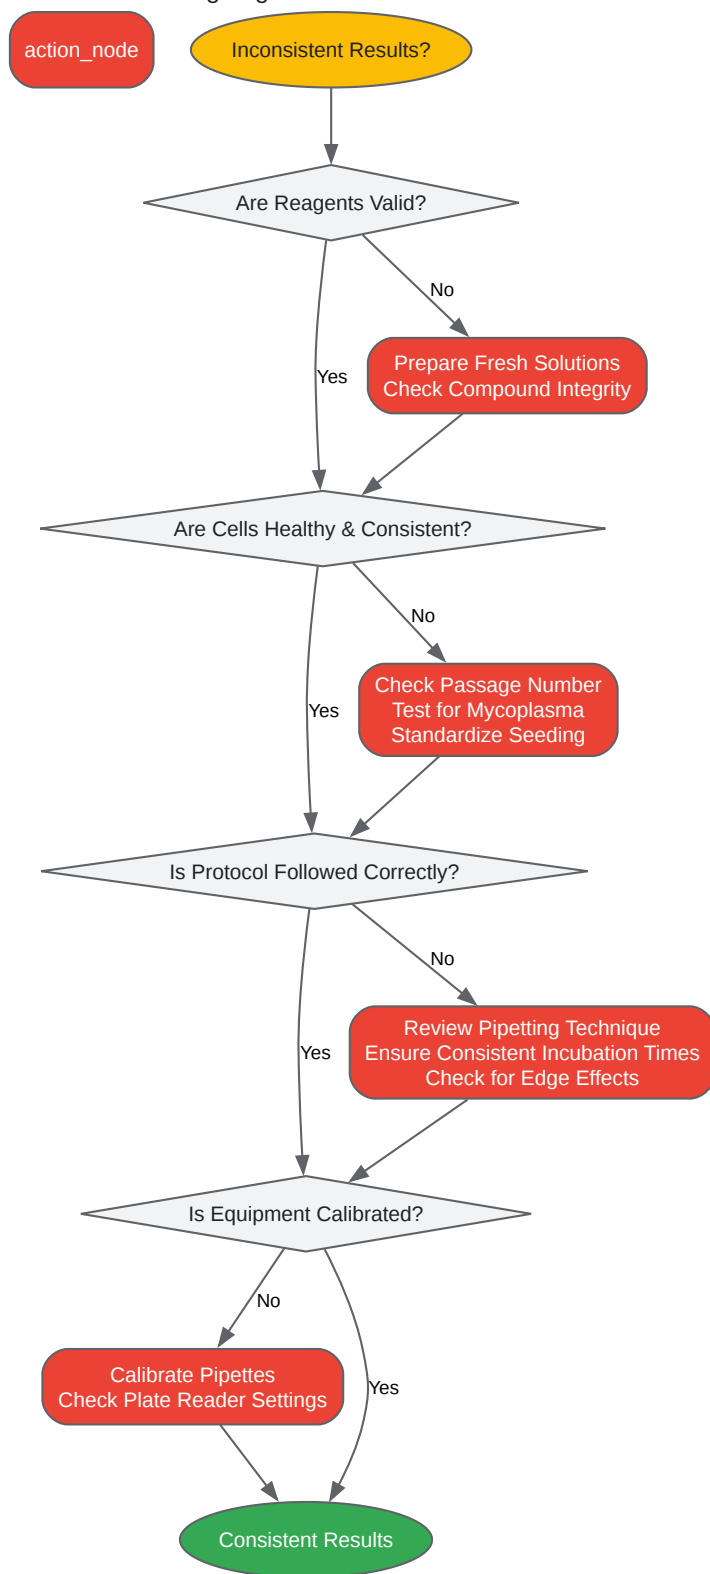 action_node
Inconsistent Results?
Are Reagents Valid?
No
Yes
Prepare Fresh Solutions
Check Compound Integrity
Are Cells Healthy & Consistent?
No
Yes
Check Passage Number
Test for Mycoplasma
Standardize Seeding
Is Protocol Followed Correctly?
No
Yes
Review Pipetting Technique
Ensure Consistent Incubation Times
Check for Edge Effects
Is Equipment Calibrated?
No
Yes
Calibrate Pipettes
Check Plate Reader Settings
Consistent Results